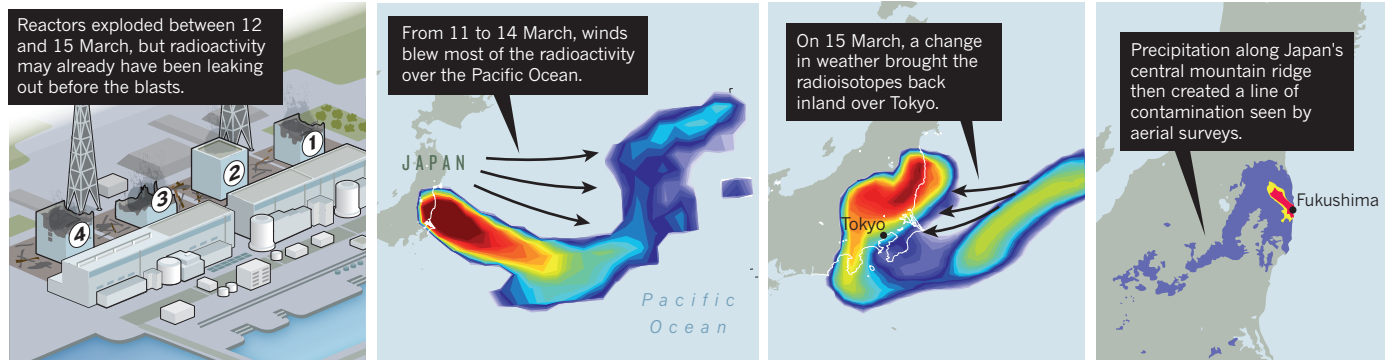 Reactors exploded between 12
and 15 March, but radioactivity
may already have been leaking
out before the blasts.
1
2
3
4
From 11 to 14 March, winds
blew most of the radioactivity
over the Pacific Ocean.
JAPAN
Pacific
Ocean
On 15 March, a change
in weather brought the
radioisotopes back
inland over Tokyo.
Tokyo
Precipitation along Japan's
central mountain ridge
then created a line of
contamination seen by
aerial surveys.
Fukushima